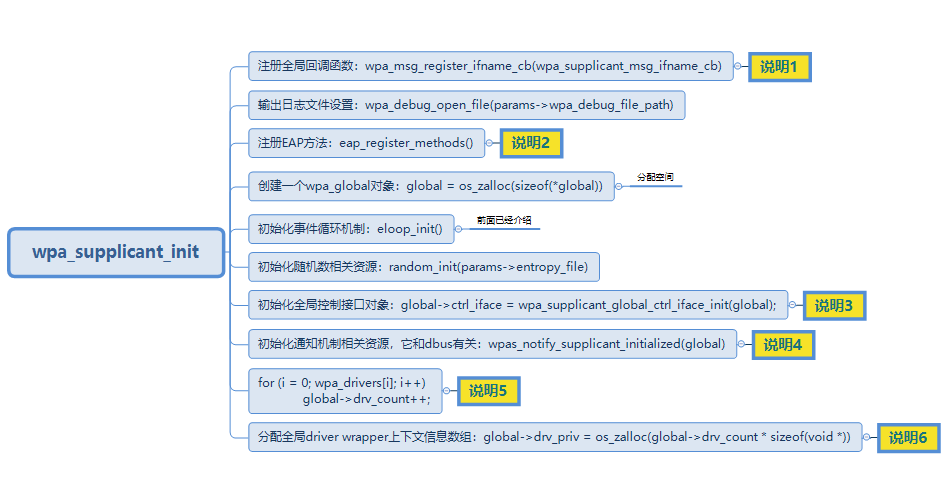 wpa_supplicant_init
注册全局回调函数：wpa_msg_register_ifname_cb(wpa_supplicant_msg_ifname_cb)
说明1
输出日志文件设置：wpa_debug_open_file(params->wpa_debug_file_path)
注册EAP方法：eap_register_methods()
说明2
创建一个wpa_global对象：global = os_zalloc(sizeof(*global))
分配空间
初始化事件循环机制：eloop_init()
前面已经介绍
初始化随机数相关资源：random_init(params->entropy_file)
初始化全局控制接口对象：global->ctrl_iface = wpa_supplicant_global_ctrl_iface_init(global);
说明3
初始化通知机制相关资源，它和dbus有关：wpas_notify_supplicant_initialized(global)
说明4
for (i = 0; wpa_drivers[i]; i++)
global->drv_count++;
说明5
分配全局driver wrapper上下文信息数组：global->drv_priv = os_zalloc(global->drv_count * sizeof(void *))
说明6